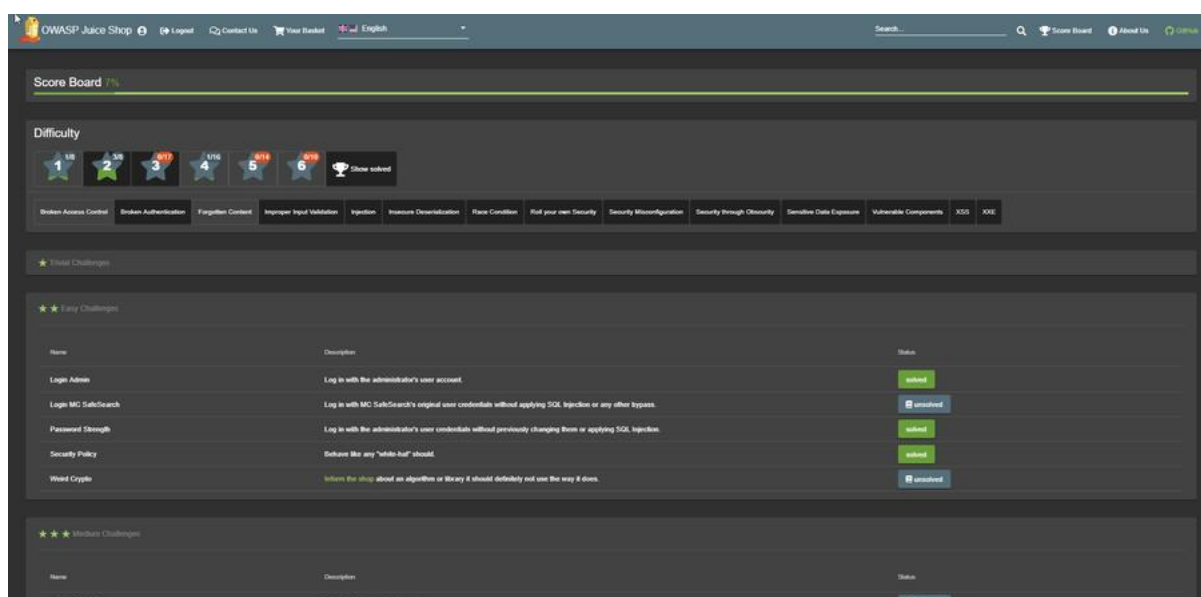 OWASP Juice Shop Logout Contact Us Your Basket English Search... Score Board About Us GitHub
Score Board 7%
Difficulty
1 1/8 2 3/8 3 0/17 4 1/16 5 0/14 6 0/10 Show solved
Broken Access Control Broken Authentication Forgotten Content Improper Input Validation Injection Insecure Deserialization Race Condition Roll your own Security Security Misconfiguration Security through Obscurity Sensitive Data Exposure Vulnerable Components XSS XXE
Trivial Challenges
Easy Challenges
Name Description Status
Login Admin Log in with the administrator's user account. solved
Login MC SafeSearch Log in with MC SafeSearch's original user credentials without applying SQL Injection or any other bypass. unsolved
Password Strength Log in with the administrator's user credentials without previously changing them or applying SQL Injection. solved
Security Policy Behave like any "white-hat" should. solved
Weird Crypto Inform the shop about an algorithm or library it should definitely not use the way it does. unsolved
Medium Challenges
Name Description Status